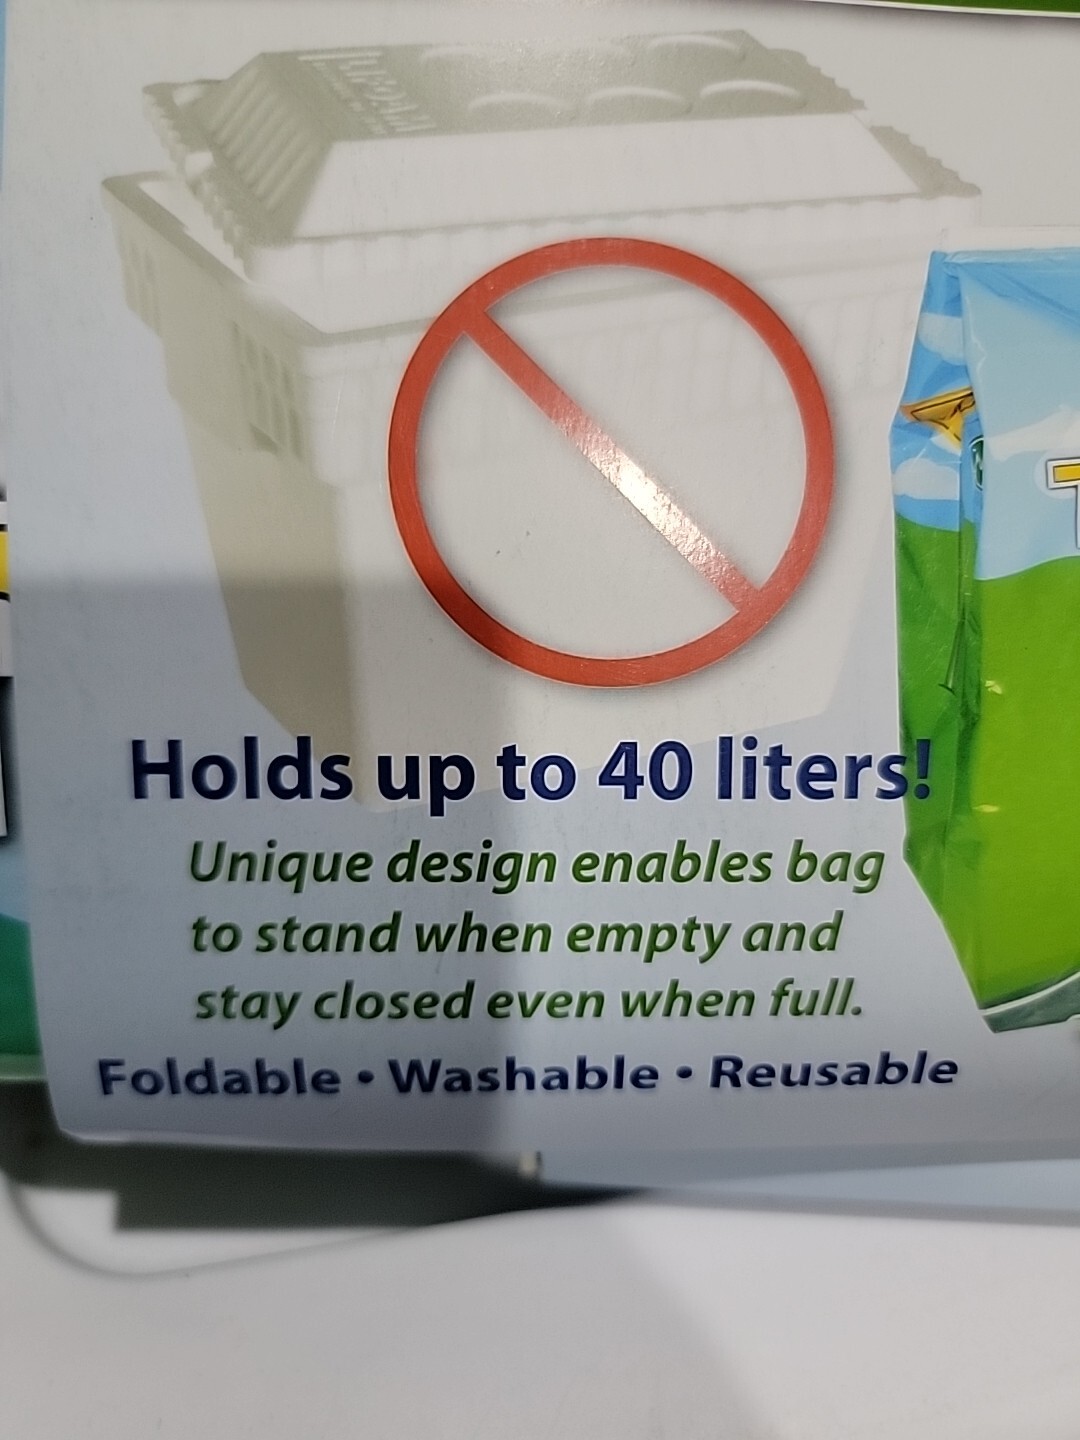 Holds up to 40 liters!
Unique design enables bag
to stand when empty and
stay closed even when full.
Foldable • Washable • Reusable